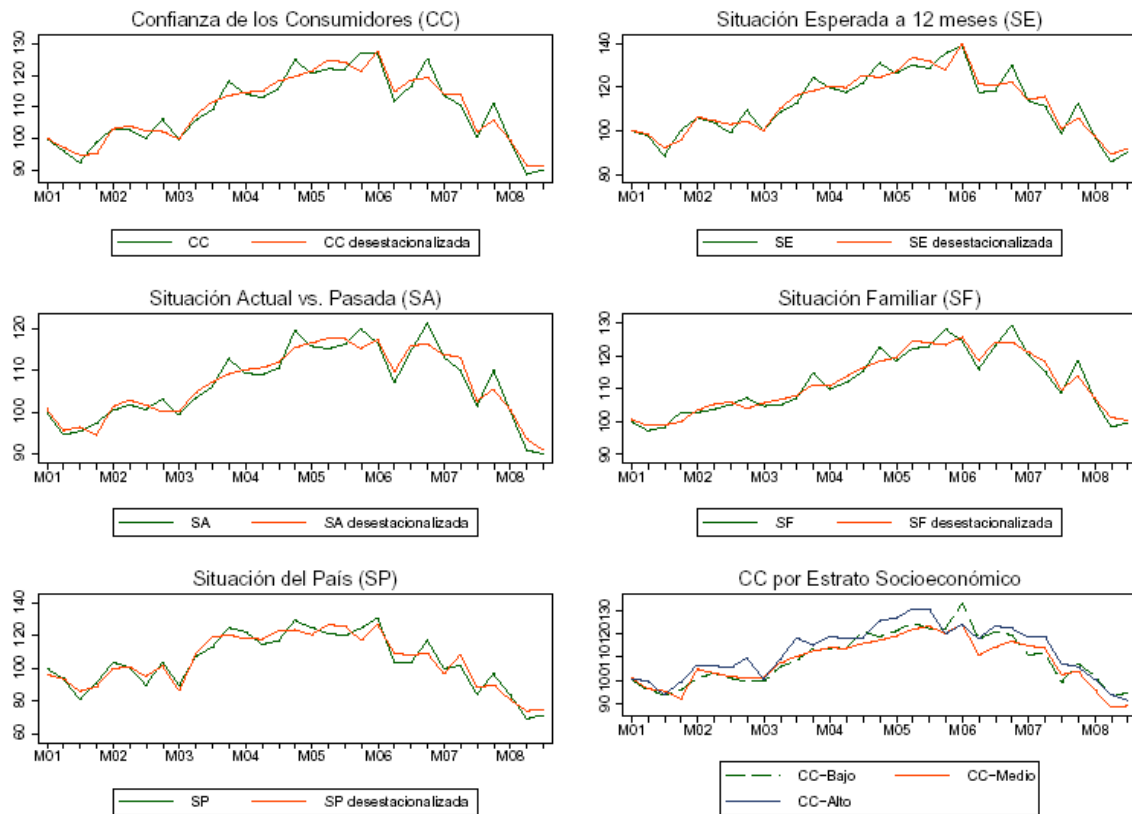 Confianza de los Consumidores (CC)
130
120
110
100
90
M01 M02 M03 M04 M05 M06 M07 M08
CC CC desestacionalizada
Situación Esperada a 12 meses (SE)
140
120
100
80
M01 M02 M03 M04 M05 M06 M07 M08
SE SE desestacionalizada
Situación Actual vs. Pasada (SA)
120
110
100
90
M01 M02 M03 M04 M05 M06 M07 M08
SA SA desestacionalizada
Situación Familiar (SF)
130
120
110
100
90
M01 M02 M03 M04 M05 M06 M07 M08
SF SF desestacionalizada
Situación del País (SP)
140
120
100
80
60
M01 M02 M03 M04 M05 M06 M07 M08
SP SP desestacionalizada
CC por Estrato Socioeconómico
130
120
110
100
90
M01 M02 M03 M04 M05 M06 M07 M08
CC-Bajo CC-Medio
CC-Alto